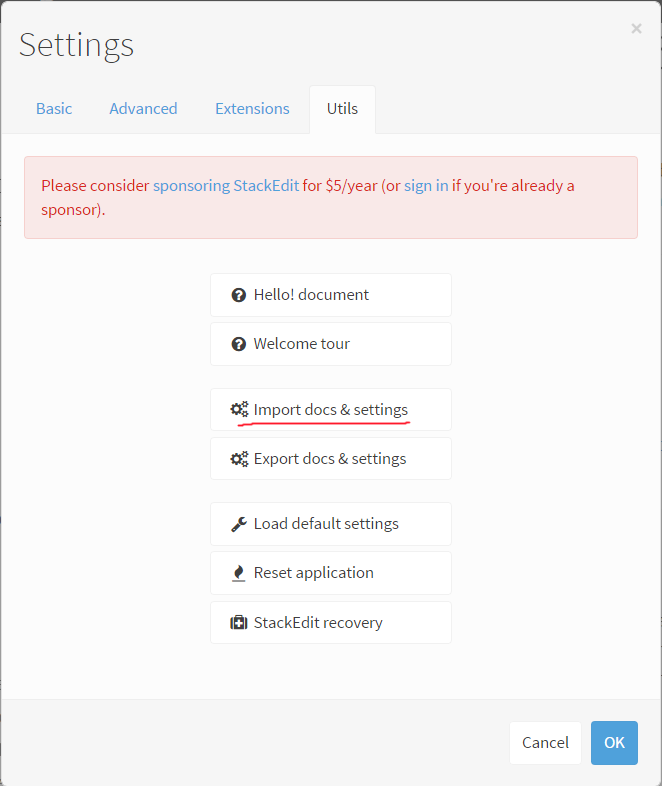 Settings
×
Basic Advanced Extensions Utils
Please consider sponsoring StackEdit for $5/year (or sign in if you're already a
sponsor).
Hello! document
Welcome tour
Import docs & settings
Export docs & settings
Load default settings
Reset application
StackEdit recovery
Cancel OK